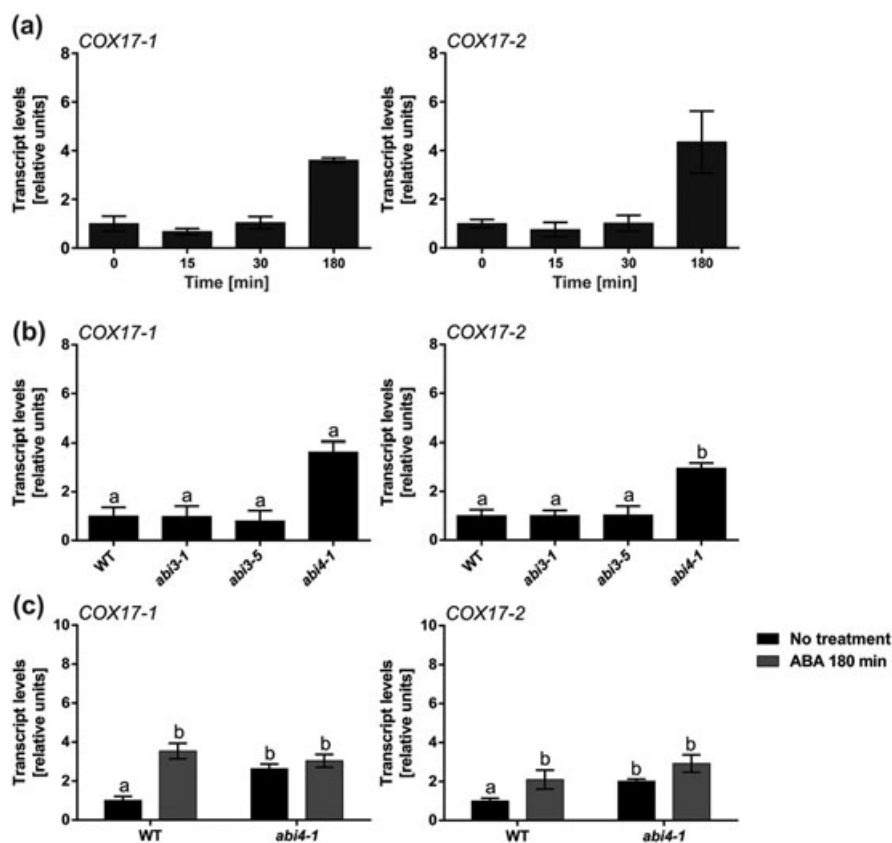 (a)
COX17-1
COX17-2
Transcript levels
[relative units]
8
6
4
2
0
0 15 30 180
Time [min]
Transcript levels
[relative units]
8
6
4
2
0
0 15 30 180
Time [min]
(b)
COX17-1
COX17-2
Transcript levels
[relative units]
8
6
4
2
0
a a a a
WT abi3-1 abi3-5 abi4-1
Transcript levels
[relative units]
8
6
4
2
0
a a a b
WT abi3-1 abi3-5 abi4-1
(c)
COX17-1
COX17-2
Transcript levels
[relative units]
10
8
6
4
2
0
a b b b
WT abi4-1
Transcript levels
[relative units]
10
8
6
4
2
0
a b b b
WT abi4-1
No treatment
ABA 180 min